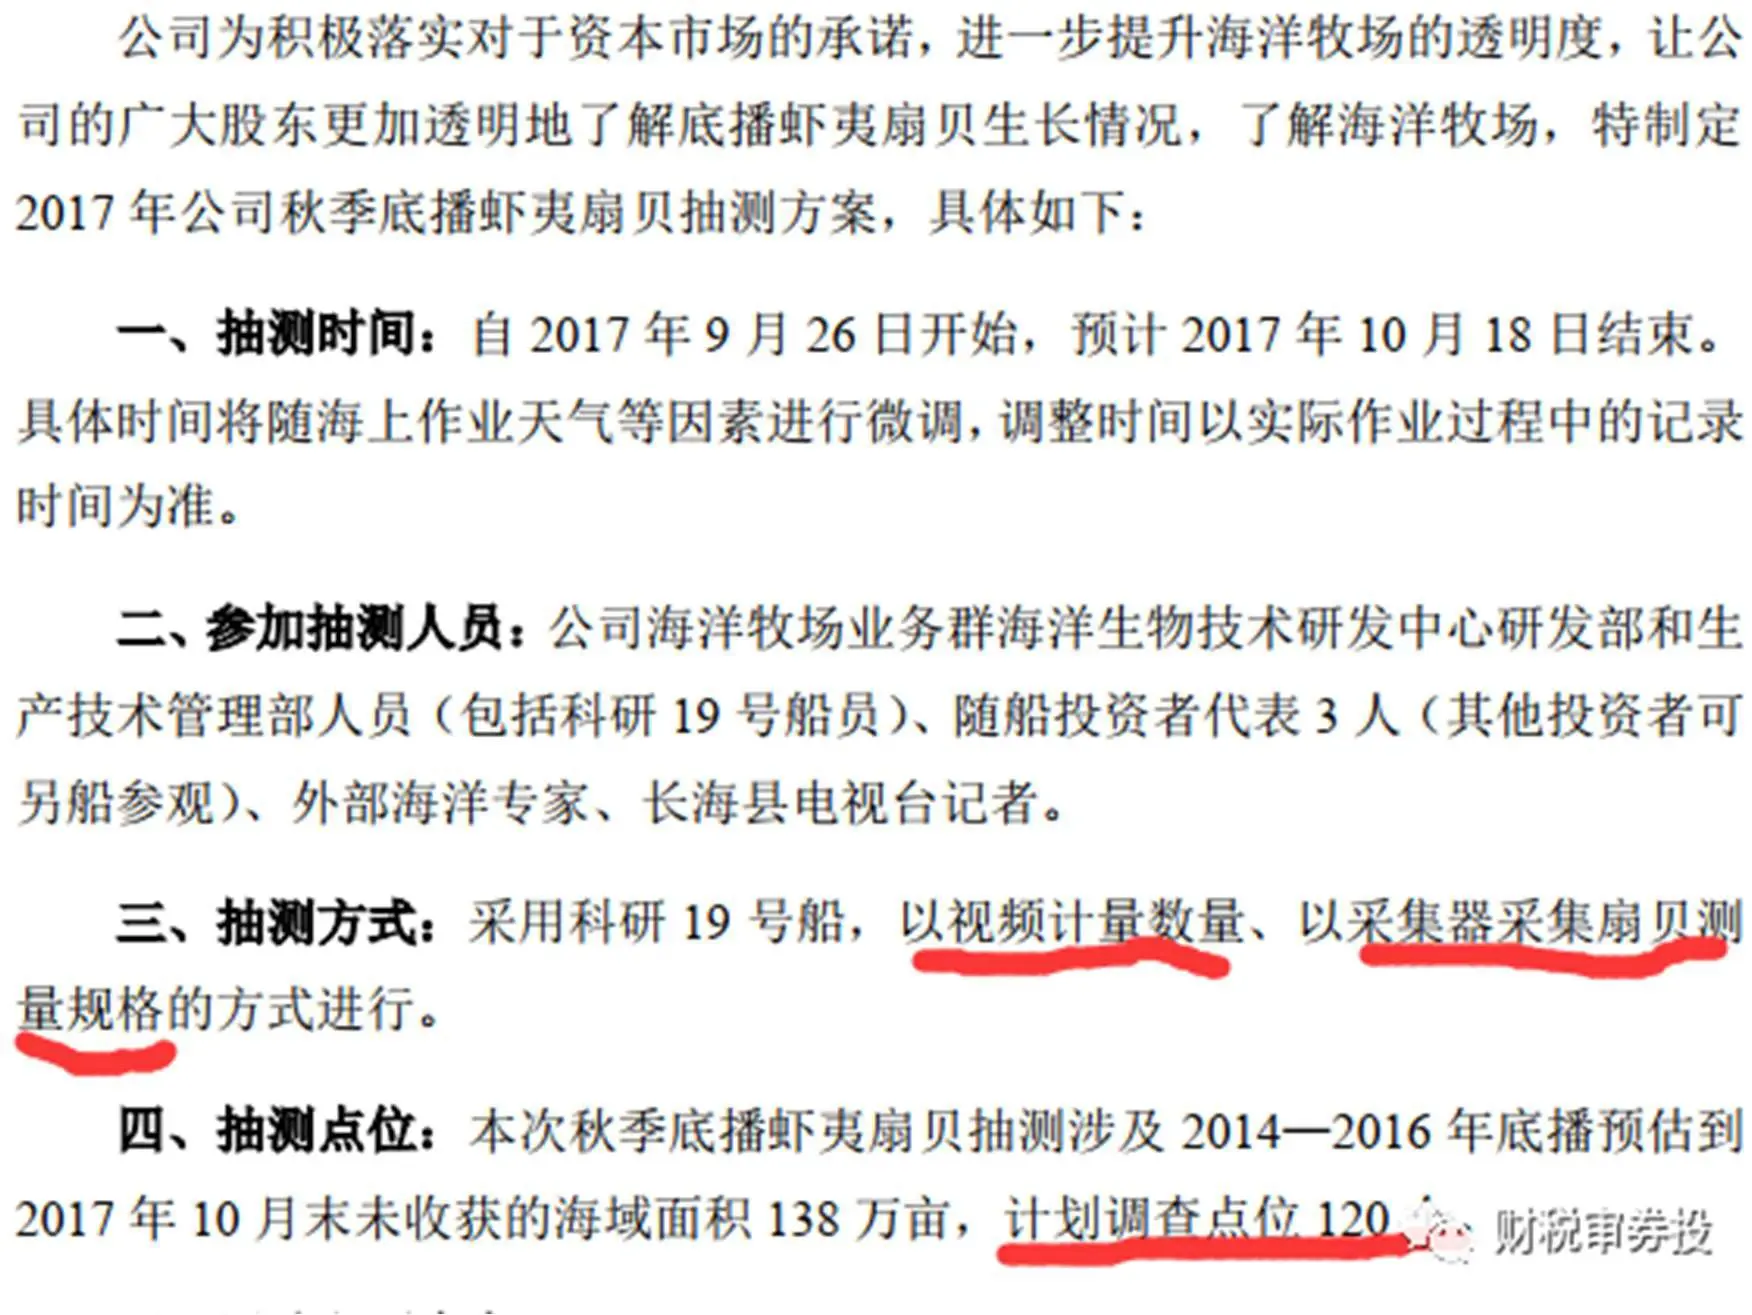 公司为积极落实对于资本市场的承诺，进一步提升海洋牧场的透明度，让公
司的广大股东更加透明地了解底播虾夷扇贝生长情况，了解海洋牧场，特制定
2017 年公司秋季底播虾夷扇贝抽测方案，具体如下：
一、抽测时间：自 2017 年 9 月 26 日开始，预计 2017 年 10 月 18 日结束。
具体时间将随海上作业天气等因素进行微调，调整时间以实际作业过程中的记录
时间为准。
二、参加抽测人员：公司海洋牧场业务群海洋生物技术研发中心研发部和生
产技术管理部人员（包括科研 19 号船员）、随船投资者代表 3 人（其他投资者可
另船参观）、外部海洋专家、长海县电视台记者。
三、抽测方式：采用科研 19 号船，以视频计量数量、以采集器采集扇贝测
量规格的方式进行。
四、抽测点位：本次秋季底播虾夷扇贝抽测涉及 2014—2016 年底播预估到
2017 年 10 月末未收获的海域面积 138 万亩，计划调查点位 120
财税审券投